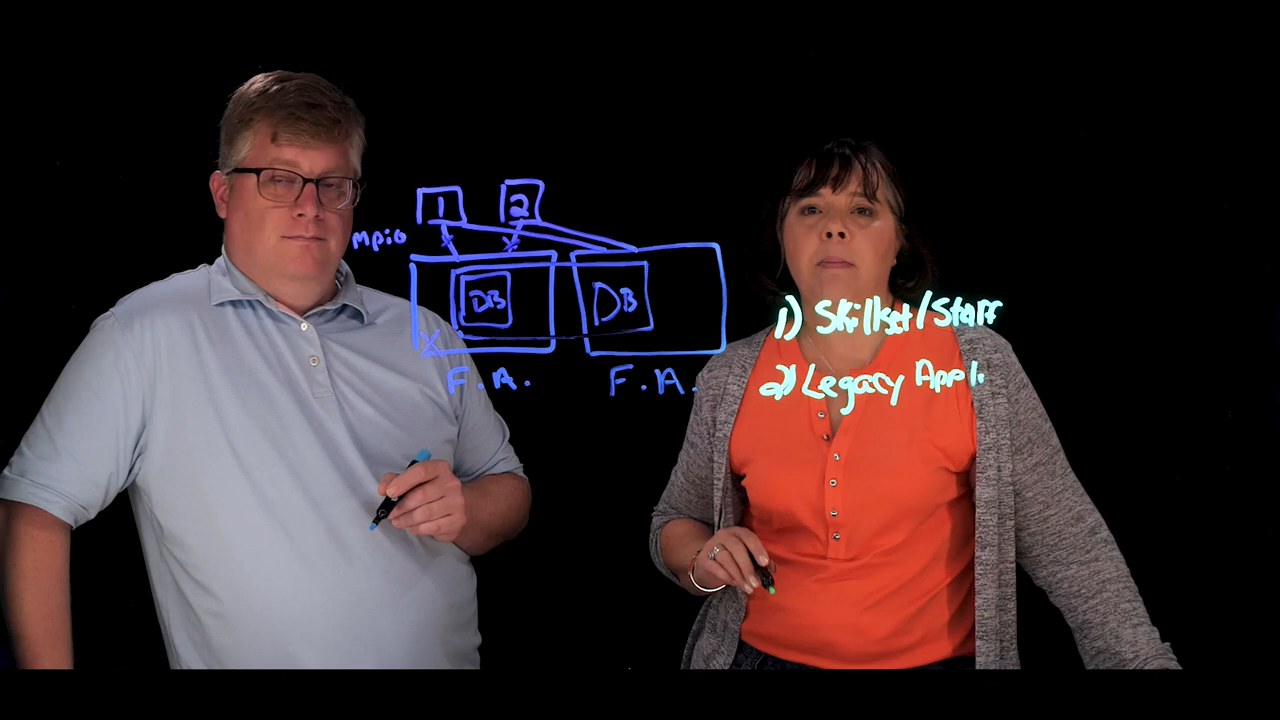 1 2
mpio
DB DB
X
F.A. F.A.
1) Skillset/Staff
2) Legacy Appl.